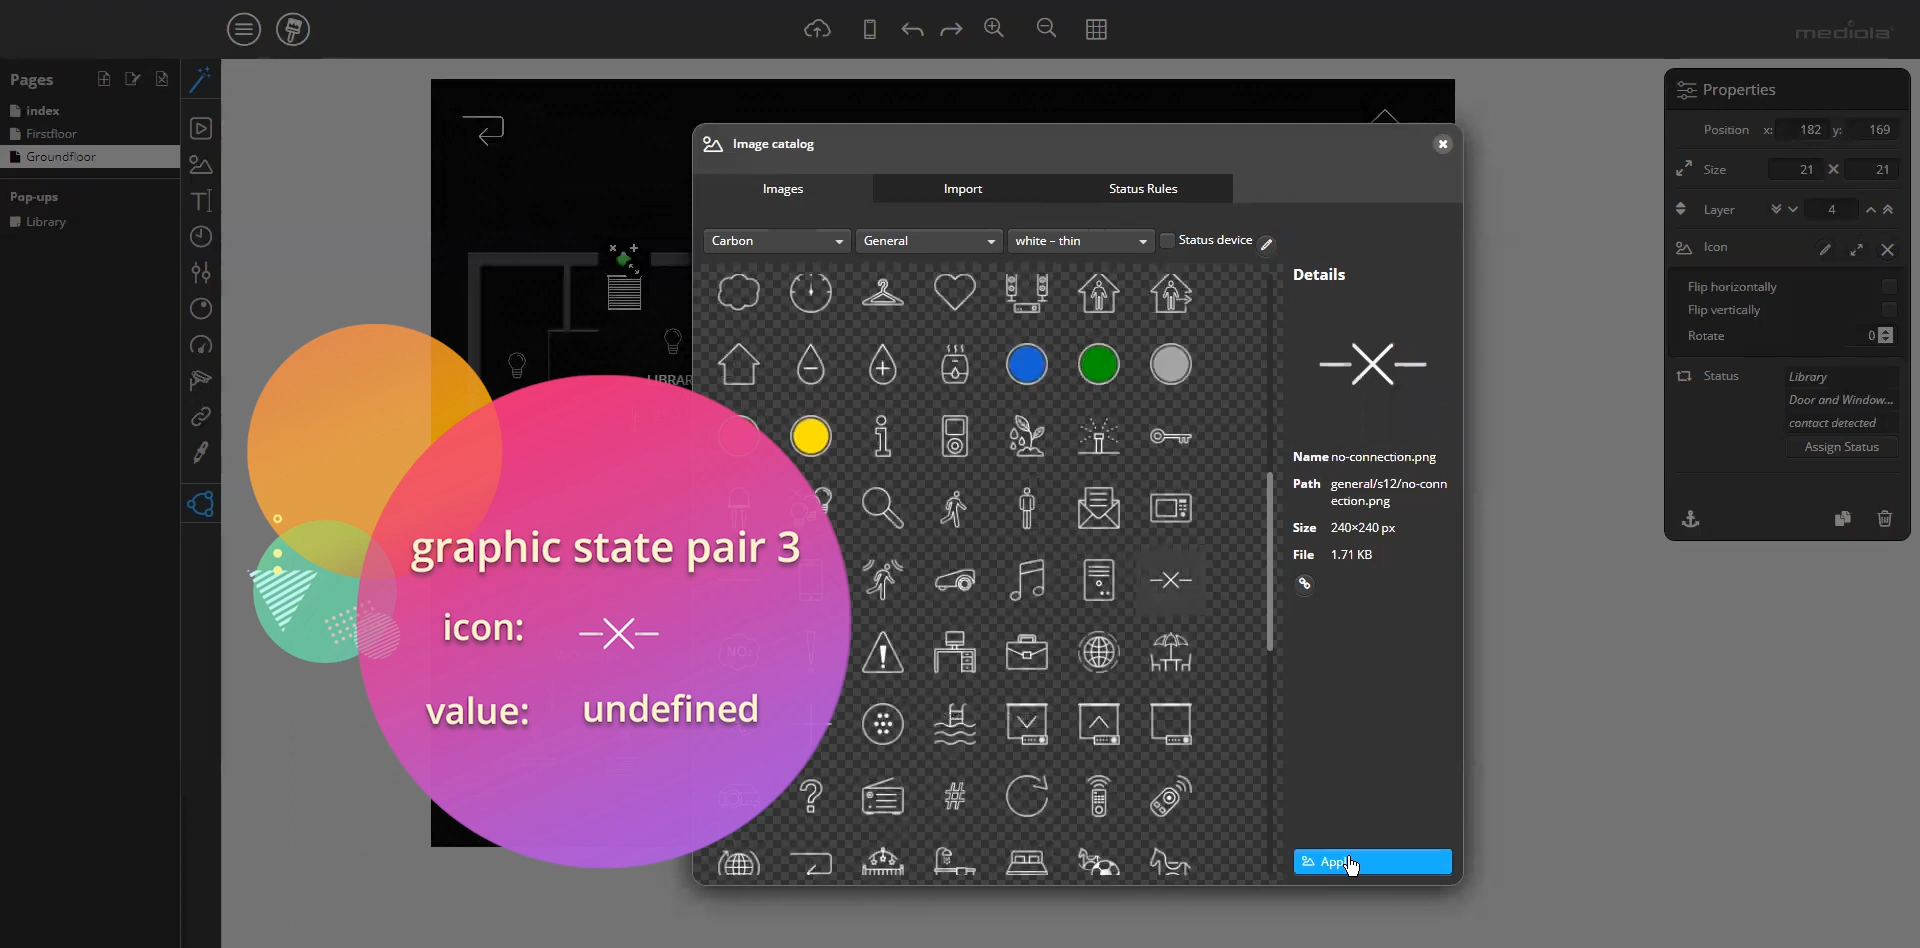 mediola
Pages
index
Firstfloor
Groundfloor
Pop-ups
Library
Image catalog
Images
Import
Status Rules
Carbon
General
white – thin
Status device
Details
Name no-connection.png
Path general/s12/no-conn
ection.png
Size 240×240 px
File 1.71 KB
NO₂
Properties
Position x: 182 y: 169
Size 21 × 21
Layer 4
Icon
Flip horizontally
Flip vertically
Rotate 0
Status
Library
Door and Window...
contact detected
Assign Status
graphic state pair 3
icon:
value: undefined